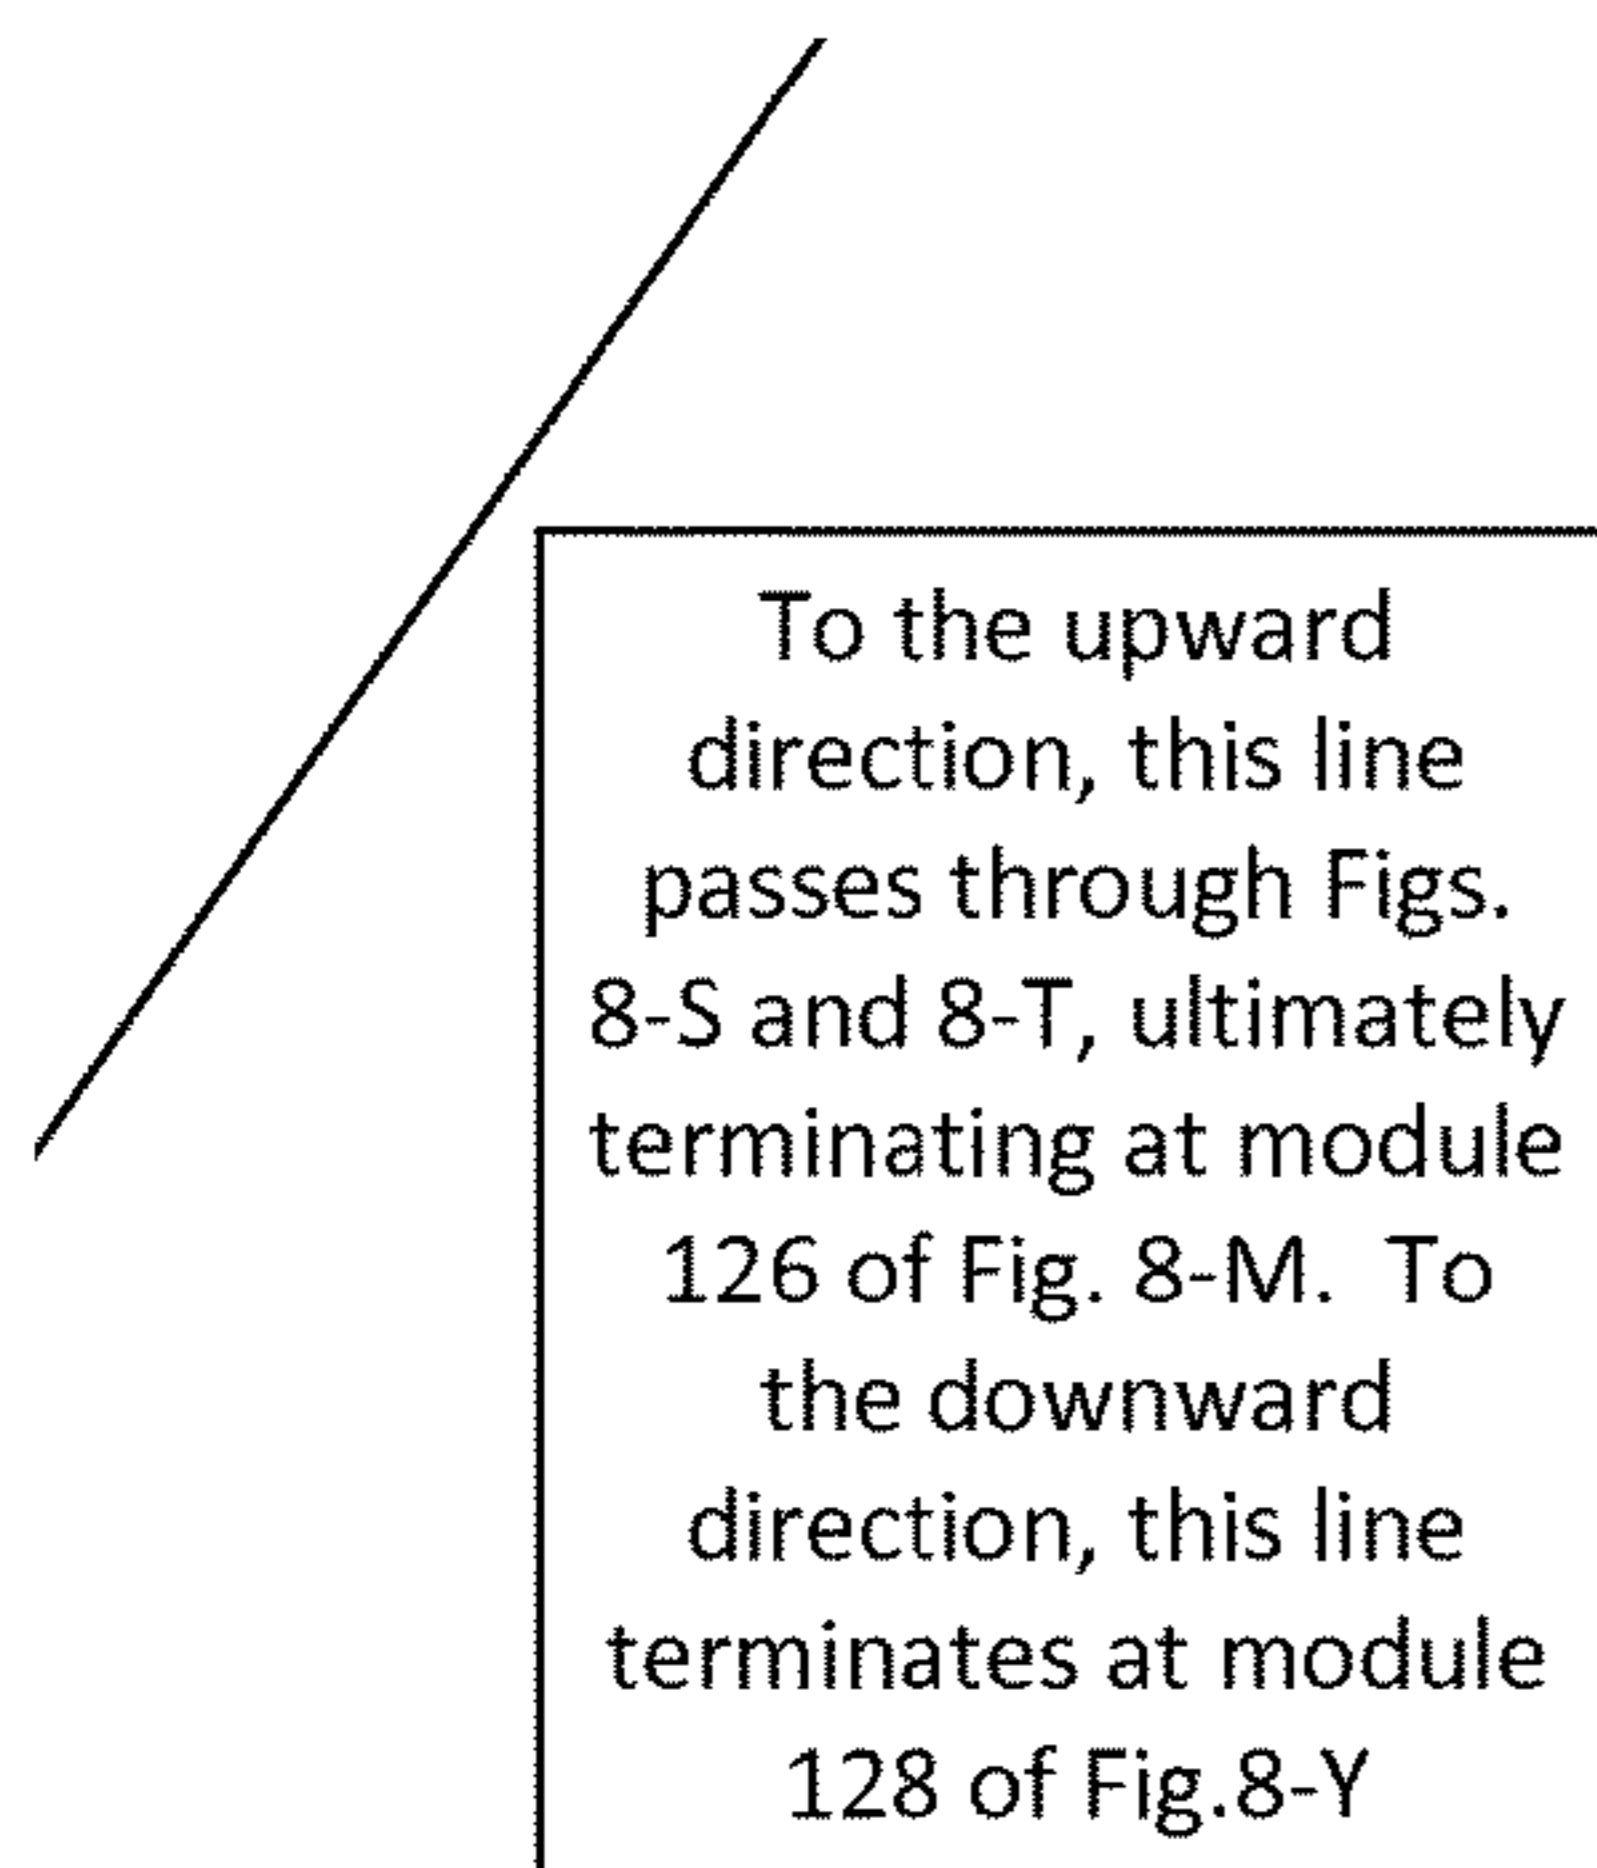 To the upward
direction, this line
passes through Figs.
8-S and 8-T, ultimately
terminating at module
126 of Fig. 8-M.  To
the downward
direction, this line
terminates at module
128 of Fig.8-Y